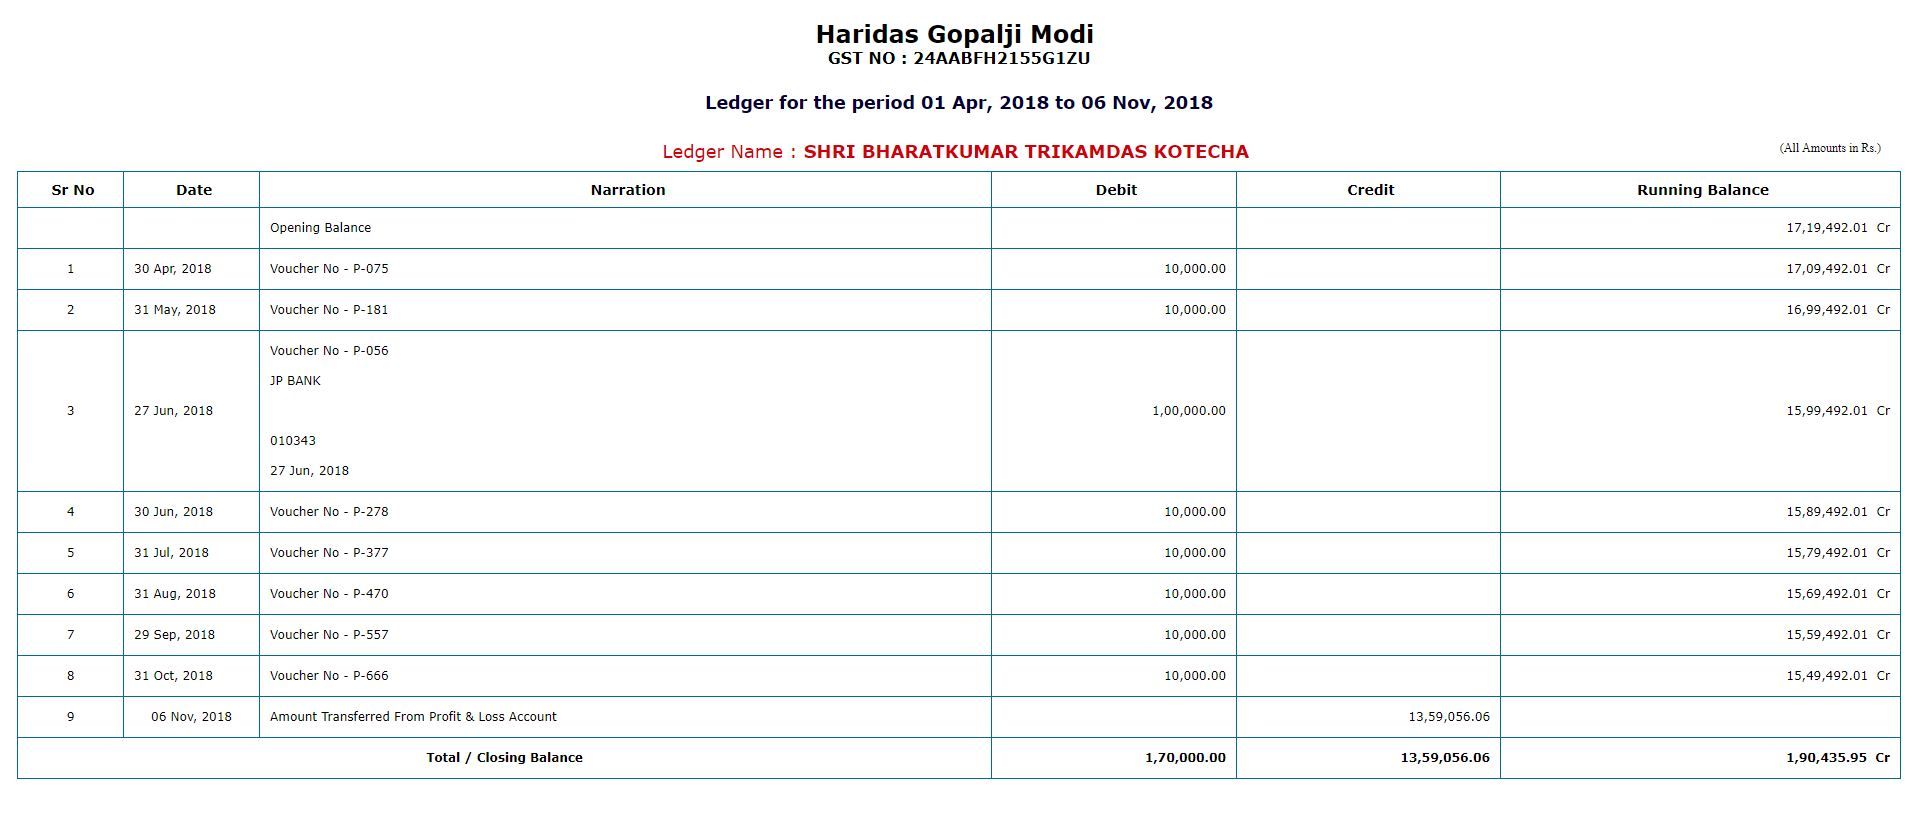 Haridas Gopalji Modi
GST NO : 24AABFH2155G1ZU
Ledger for the period 01 Apr, 2018 to 06 Nov, 2018
Ledger Name : SHRI BHARATKUMAR TRIKAMDAS KOTECHA (All Amounts in Rs.)
Sr No Date Narration Debit Credit Running Balance
Opening Balance 17,19,492.01 Cr
1 30 Apr, 2018 Voucher No - P-075 10,000.00 17,09,492.01 Cr
2 31 May, 2018 Voucher No - P-181 10,000.00 16,99,492.01 Cr
Voucher No - P-056
JP BANK
3 27 Jun, 2018 1,00,000.00 15,99,492.01 Cr
010343
27 Jun, 2018
4 30 Jun, 2018 Voucher No - P-278 10,000.00 15,89,492.01 Cr
5 31 Jul, 2018 Voucher No - P-377 10,000.00 15,79,492.01 Cr
6 31 Aug, 2018 Voucher No - P-470 10,000.00 15,69,492.01 Cr
7 29 Sep, 2018 Voucher No - P-557 10,000.00 15,59,492.01 Cr
8 31 Oct, 2018 Voucher No - P-666 10,000.00 15,49,492.01 Cr
9 06 Nov, 2018 Amount Transferred From Profit & Loss Account 13,59,056.06
Total / Closing Balance 1,70,000.00 13,59,056.06 1,90,435.95 Cr